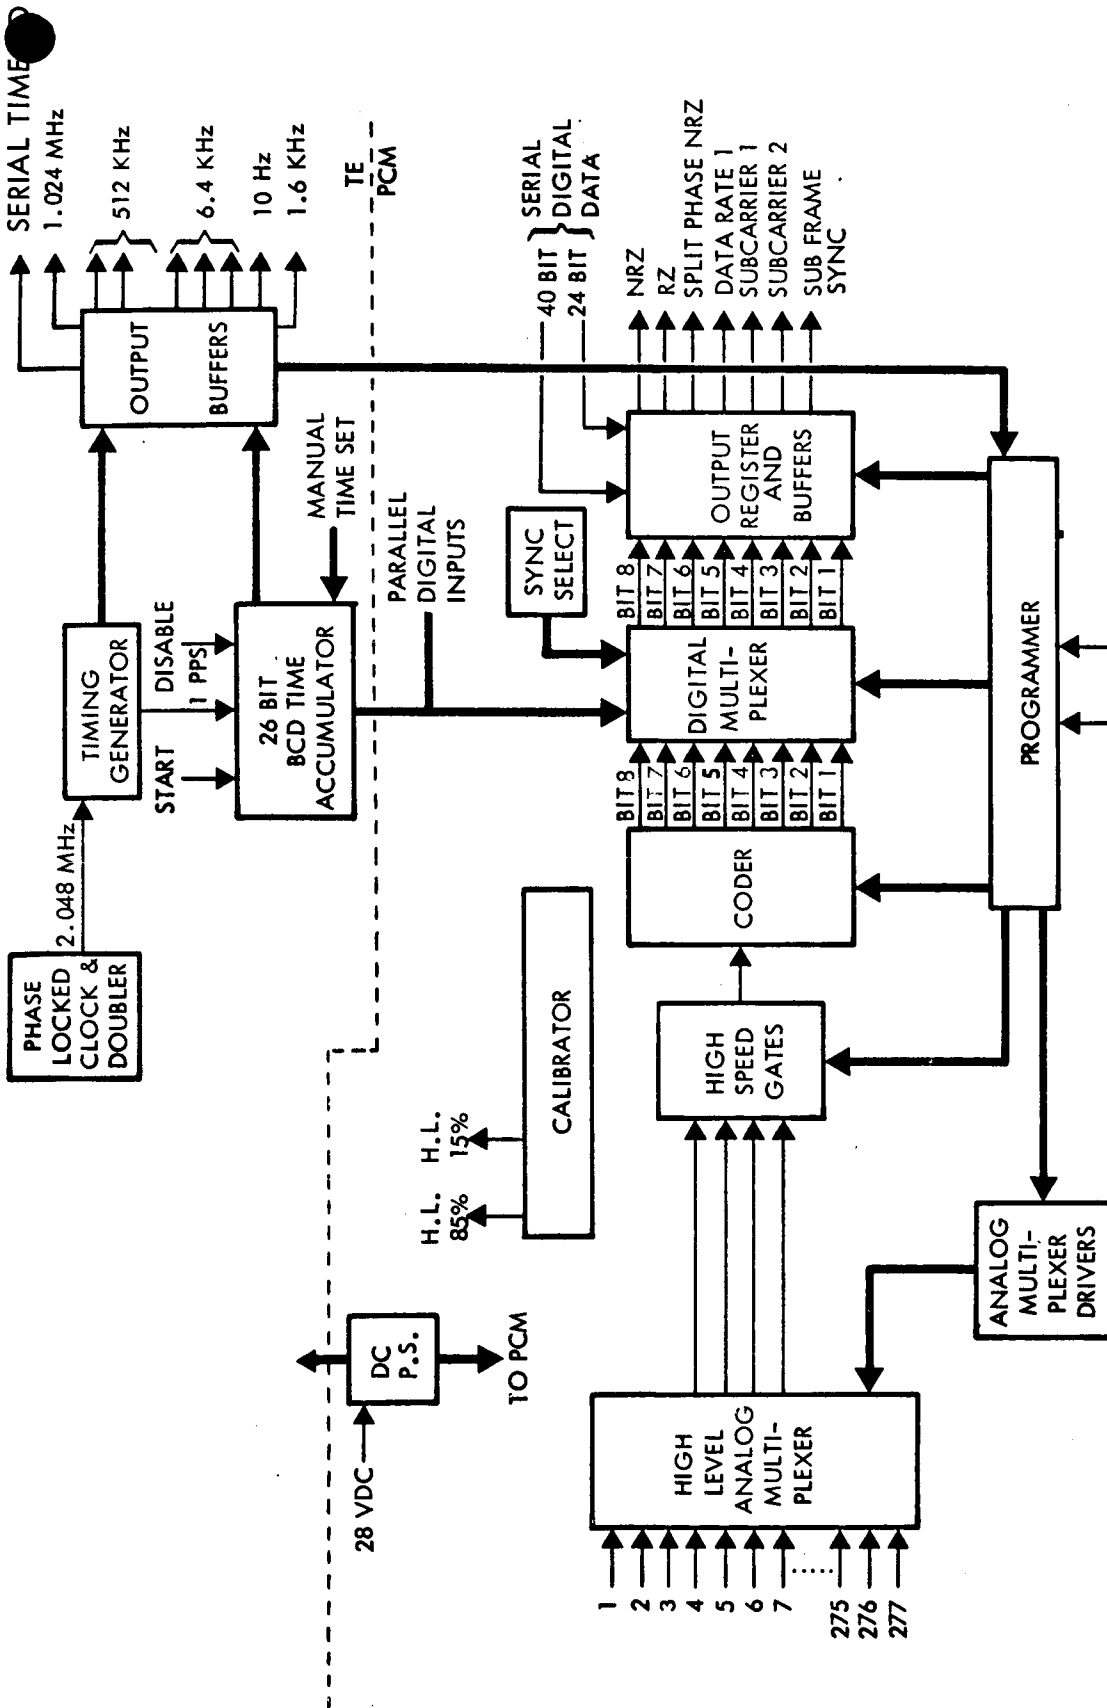 SERIAL TIME
1.024 MHz
512 KHz
6.4 KHz
10 Hz
1.6 KHz
OUTPUT
BUFFERS
PHASE
LOCKED
CLOCK &
DOUBLER
2.048 MHz
TIMING
GENERATOR
START
1 PPS
DISABLE
26 BIT
BCD TIME
ACCUMULATOR
MANUAL
TIME SET
TE
PCM
28 VDC
DC
P.S.
TO PCM
H.L.
85%
H.L.
15%
CALIBRATOR
PARALLEL
DIGITAL
INPUTS
SYNC
SELECT
40 BIT
24 BIT
SERIAL
DIGITAL
DATA
1
2
3
4
5
6
7
......
275
276
277
HIGH
LEVEL
ANALOG
MULTI-
PLEXER
HIGH
SPEED
GATES
CODER
BIT 8
BIT 7
BIT 6
BIT 5
BIT 4
BIT 3
BIT 2
BIT 1
DIGITAL
MULTI-
PLEXER
BIT 8
BIT 7
BIT 6
BIT 5
BIT 4
BIT 3
BIT 2
BIT 1
OUTPUT
REGISTER
AND
BUFFERS
NRZ
RZ
SPLIT PHASE NRZ
DATA RATE 1
SUBCARRIER 1
SUBCARRIER 2
SUB FRAME
SYNC
ANALOG
MULTI-
PLEXER
DRIVERS
PROGRAMMER